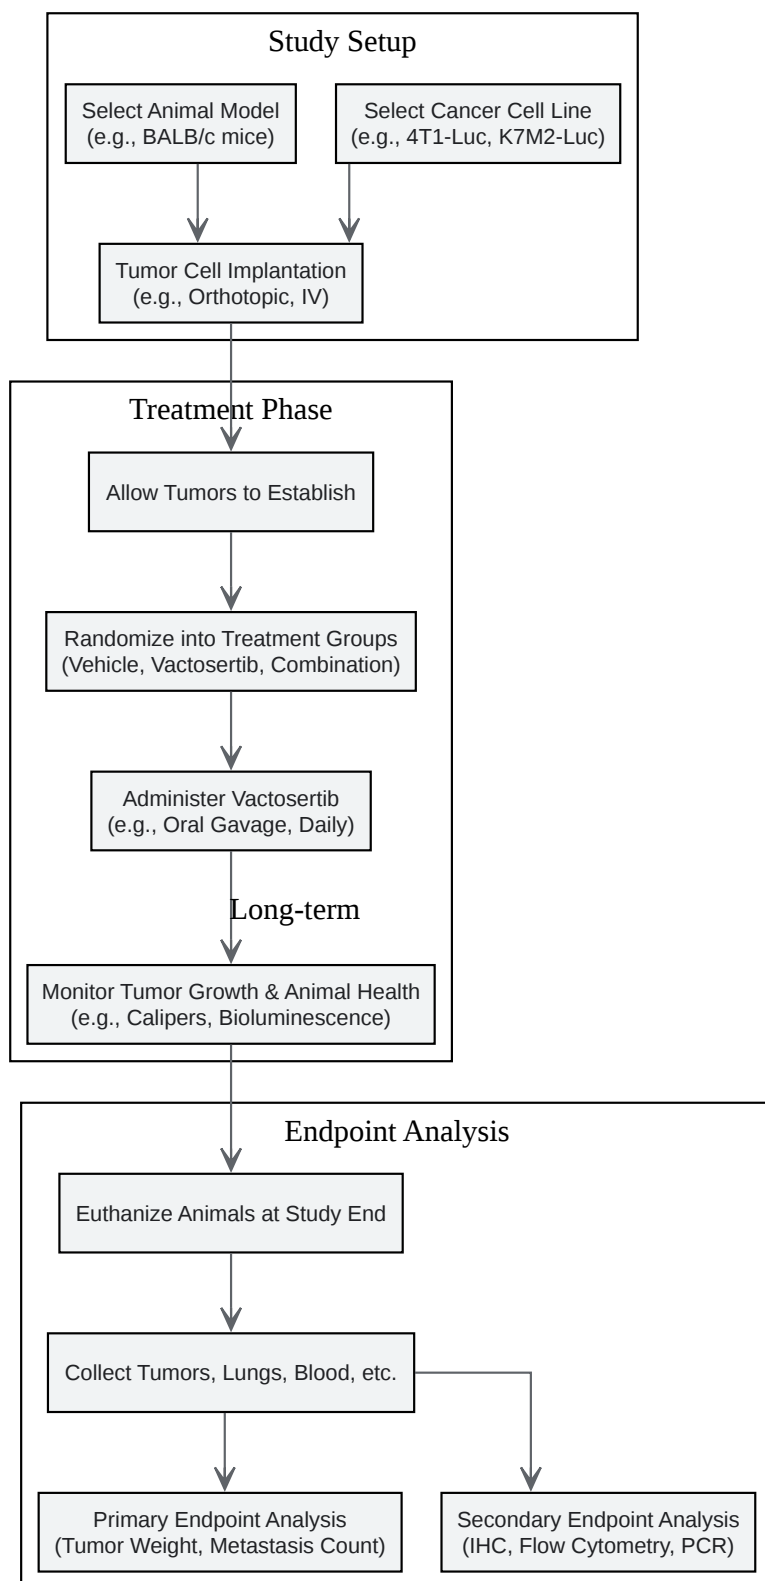 Study Setup
Select Animal Model
(e.g., BALB/c mice)
Select Cancer Cell Line
(e.g., 4T1-Luc, K7M2-Luc)
Tumor Cell Implantation
(e.g., Orthotopic, IV)
Treatment Phase
Allow Tumors to Establish
Randomize into Treatment Groups
(Vehicle, Vactosertib, Combination)
Administer Vactosertib
(e.g., Oral Gavage, Daily)
Long-term
Monitor Tumor Growth & Animal Health
(e.g., Calipers, Bioluminescence)
Endpoint Analysis
Euthanize Animals at Study End
Collect Tumors, Lungs, Blood, etc.
Primary Endpoint Analysis
(Tumor Weight, Metastasis Count)
Secondary Endpoint Analysis
(IHC, Flow Cytometry, PCR)